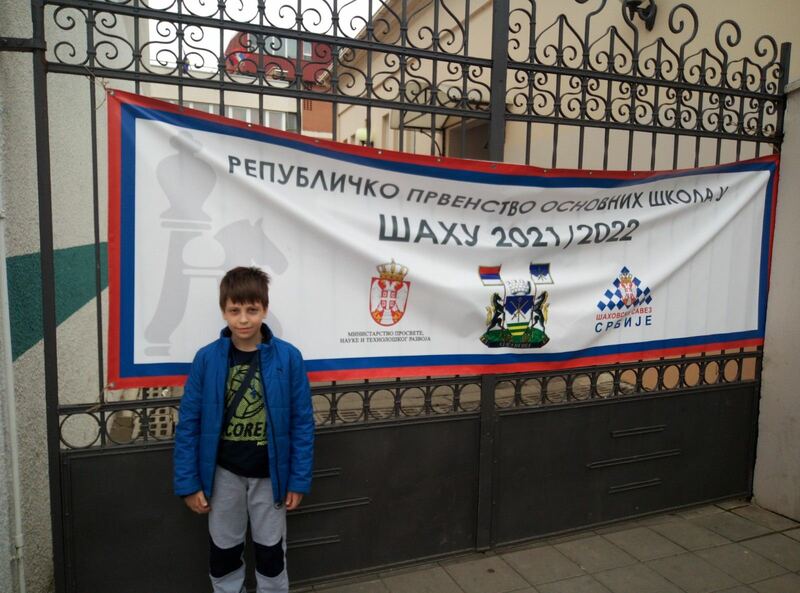 РЕПУБЛИЧКО ПРВЕНСТВО ОСНОВНИХ ШКОЛА У
ШАХУ 2021/2022
МИНИСТАРСТВО ПРОСВЕТЕ,
НАУКЕ И ТЕХНОЛОШКОГ РАЗВОЈА
ШАХОВСКИ САВЕЗ
СРБИЈЕ
CORE